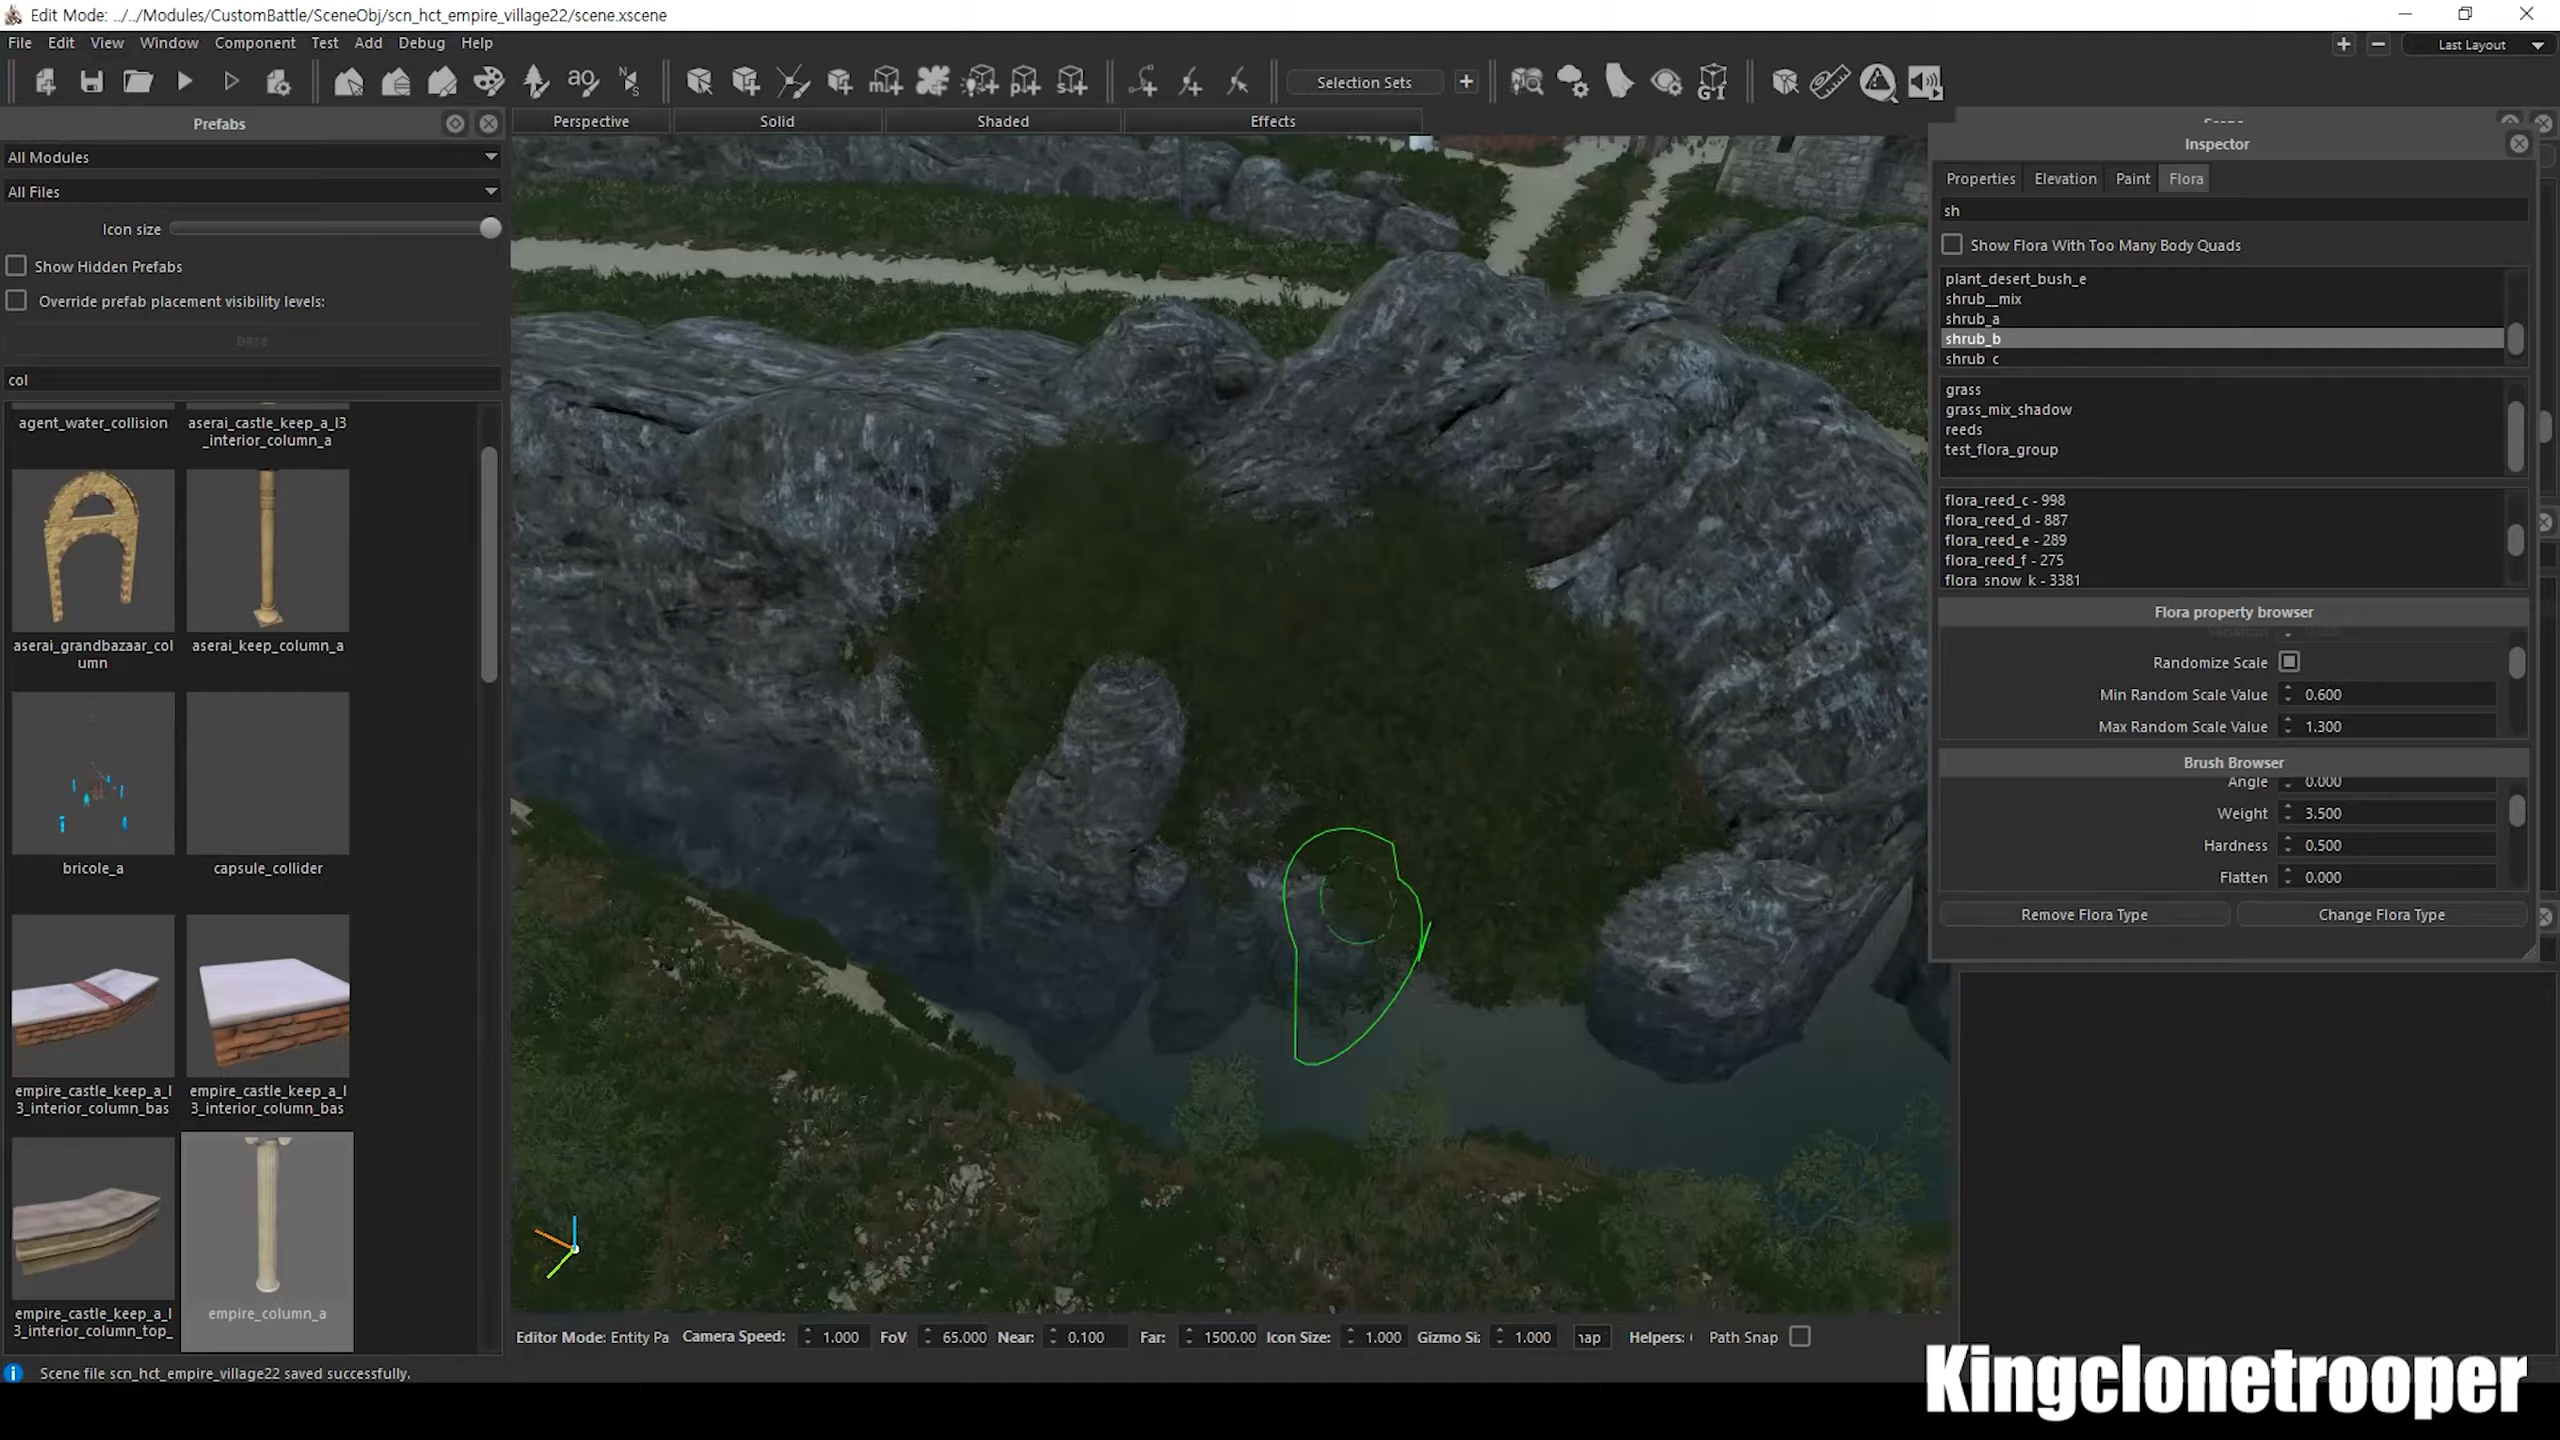 Edit Mode: ../../Modules/CustomBattle/SceneObj/scn_hct_empire_village22/scene.xscene
File Edit View Window Component Test Add Debug Help
Last Layout
Selection Sets
Prefabs
Perspective Solid Shaded Effects
All Modules
All Files
Icon size
Show Hidden Prefabs
Override prefab placement visibility levels:
base
col
agent_water_collision
aserai_castle_keep_a_l3
_interior_column_a
aserai_grandbazaar_col
umn
aserai_keep_column_a
bricole_a
capsule_collider
empire_castle_keep_a_l
3_interior_column_bas
empire_castle_keep_a_l
3_interior_column_bas
empire_castle_keep_a_l
3_interior_column_top_
empire_column_a
Inspector
Properties Elevation Paint Flora
sh
Show Flora With Too Many Body Quads
plant_desert_bush_e
shrub__mix
shrub_a
shrub_b
shrub_c
grass
grass_mix_shadow
reeds
test_flora_group
flora_reed_c - 998
flora_reed_d - 887
flora_reed_e - 289
flora_reed_f - 275
flora_snow_k - 3381
Flora property browser
Randomize Scale
Min Random Scale Value 0.600
Max Random Scale Value 1.300
Brush Browser
Angle 0.000
Weight 3.500
Hardness 0.500
Flatten 0.000
Remove Flora Type Change Flora Type
Editor Mode: Entity Pa Camera Speed: 1.000 FoV: 65.000 Near: 0.100 Far: 1500.00 Icon Size: 1.000 Gizmo Si: 1.000 Helpers: Path Snap
Scene file scn_hct_empire_village22 saved successfully.
Kingclonetrooper